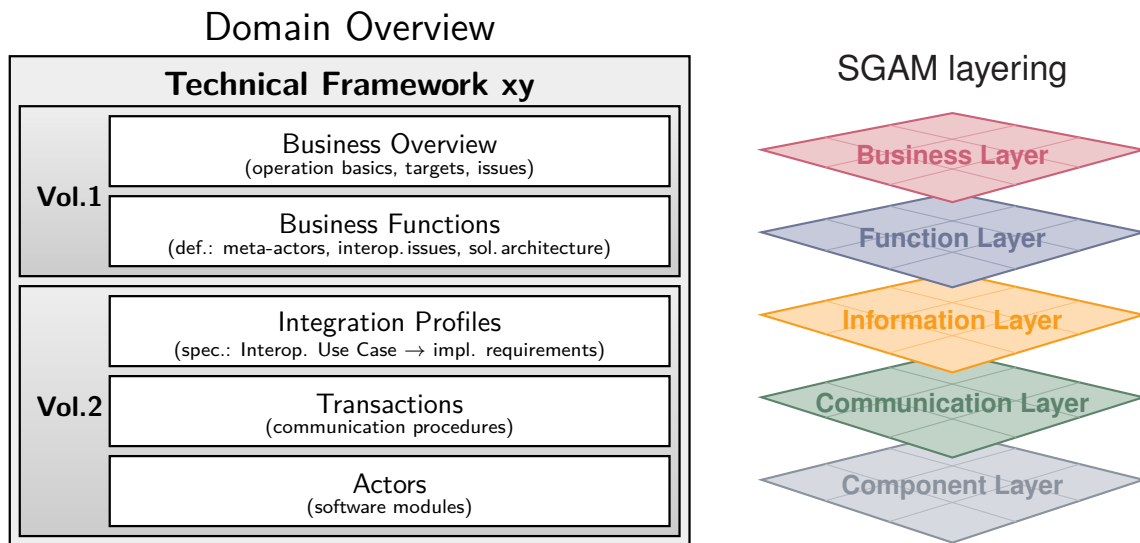 Domain Overview
Technical Framework xy
Vol.1
Business Overview
(operation basics, targets, issues)
Business Functions
(def.: meta-actors, interop. issues, sol. architecture)
Vol.2
Integration Profiles
(spec.: Interop. Use Case → impl. requirements)
Transactions
(communication procedures)
Actors
(software modules)
SGAM layering
Business Layer
Function Layer
Information Layer
Communication Layer
Component Layer